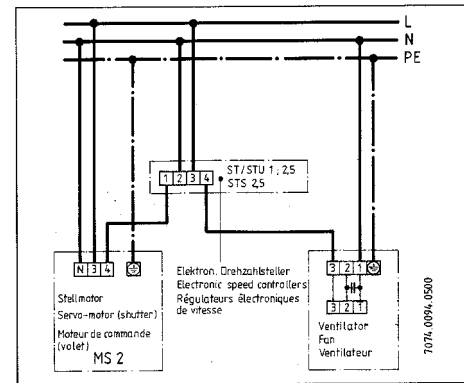 L
N
PE
1 2 3 4
ST/STU 1 ; 2,5
STS 2,5
N 3 4
Stellmotor
Servo-motor (shutter)
Moteur de commande
(volet)
MS 2
Elektron. Drehzahlsteller
Electronic speed controllers
Régulateurs électroniques
de vitesse
3 2 1
3 2 1
Ventilator
Fan
Ventilateur
7074.0094.0500